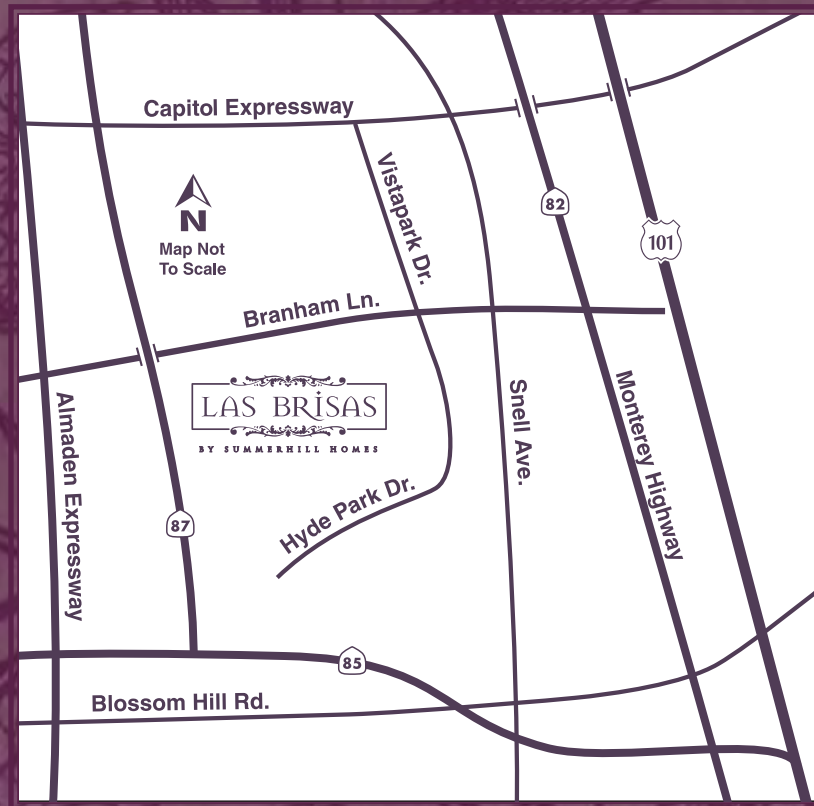 Capitol Expressway
Vistapark Dr.
82
101
N
Map Not
To Scale
Branham Ln.
LAS BRISAS
BY SUMMERHILL HOMES
Almaden Expressway
Snell Ave.
Monterey Highway
87
Hyde Park Dr.
85
Blossom Hill Rd.